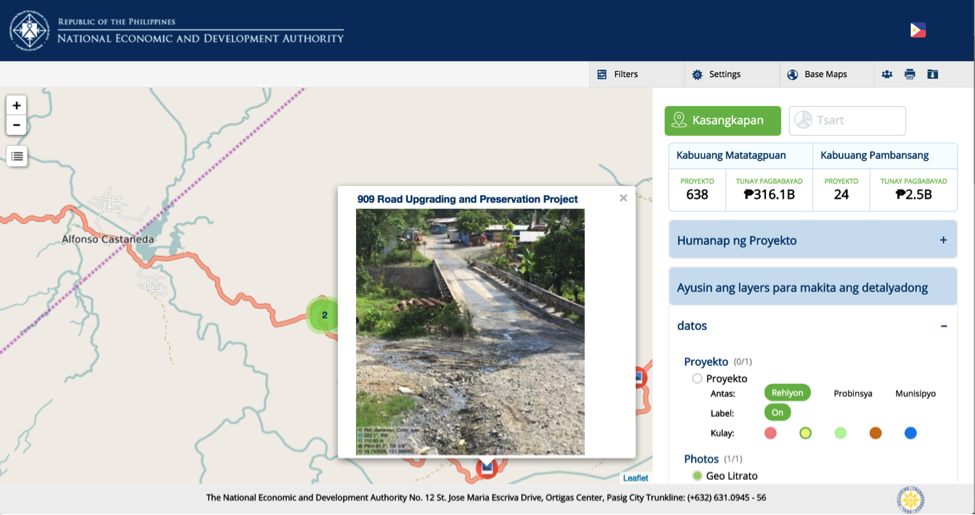 REPUBLIC OF THE PHILIPPINES
NATIONAL ECONOMIC AND DEVELOPMENT AUTHORITY
Filters
Settings
Base Maps
+
−
Alfonso Castaneda
2
909 Road Upgrading and Preservation Project
×
Leaflet
Kasangkapan
Tsart
Kabuuang Matatagpuan
Kabuuang Pambansang
PROYEKTO
TUNAY PAGBABAYAD
PROYEKTO
TUNAY PAGBABAYAD
638
₱316.1B
24
₱2.5B
Humanap ng Proyekto +
Ayusin ang layers para makita ang detalyadong
datos −
Proyekto (0/1)
Proyekto
Antas: Rehiyon Probinsya Munisipyo
Label: On
Kulay:
Photos (1/1)
Geo Litrato
The National Economic and Development Authority No. 12 St. Jose Maria Escriva Drive, Ortigas Center, Pasig City Trunkline: (+632) 631.0945 - 56